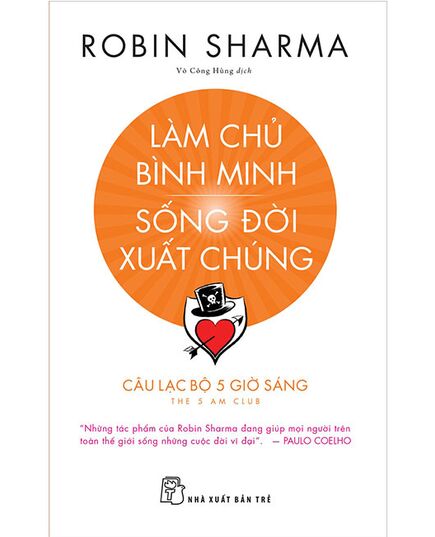 ROBIN SHARMA
Võ Công Hùng dịch
LÀM CHỦ
BÌNH MINH
SỐNG ĐỜI
XUẤT CHÚNG
CÂU LẠC BỘ 5 GIỜ SÁNG
THE 5 AM CLUB
“Những tác phẩm của Robin Sharma đang giúp mọi người trên
toàn thế giới sống những cuộc đời vĩ đại”. — PAULO COELHO
NHÀ XUẤT BẢN TRẺ